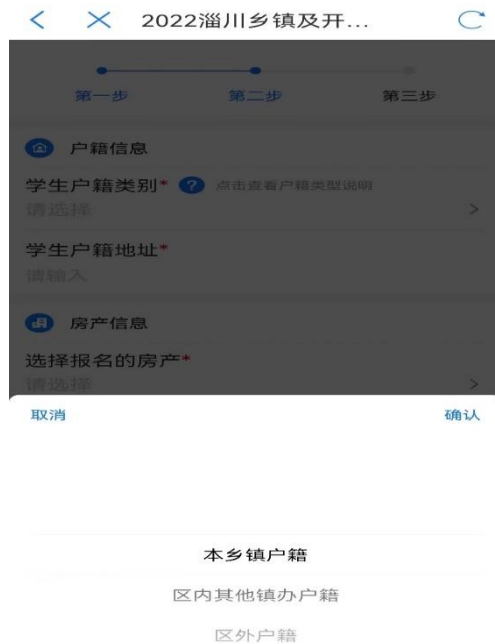 2022淄川乡镇及开...
第一步 第二步 第三步
户籍信息
学生户籍类别* ? 点击查看户籍类型说明
请选择 >
学生户籍地址*
请输入
房产信息
选择报名的房产*
请选择 >
取消 确认
本乡镇户籍
区内其他镇办户籍
区外户籍